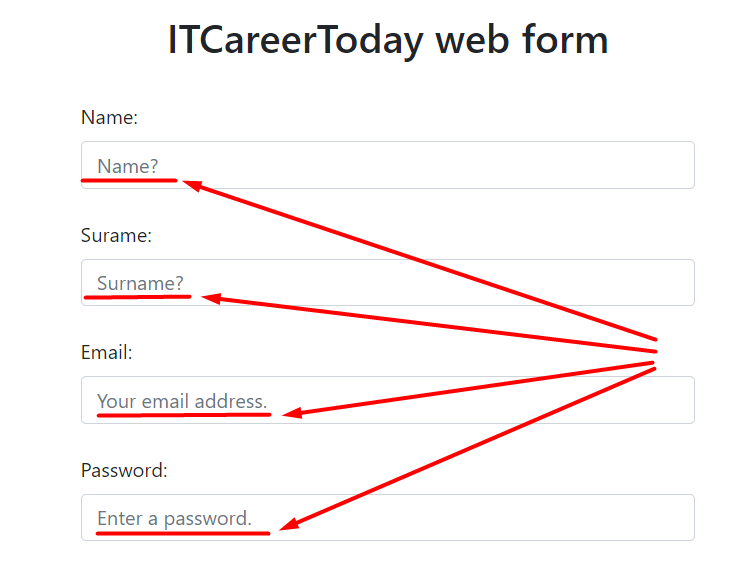 ITCareerToday web form
Name:
Name?
Surame:
Surname?
Email:
Your email address.
Password:
Enter a password.